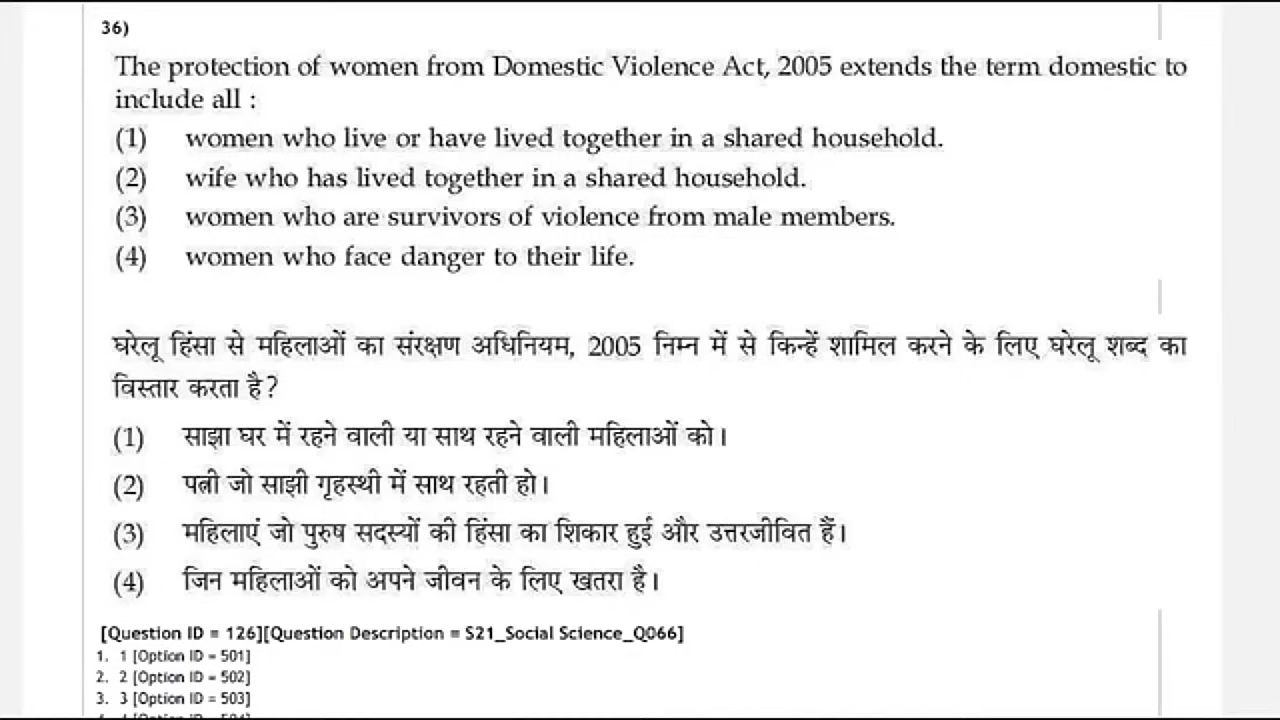 36)
The protection of women from Domestic Violence Act, 2005 extends the term domestic to
include all :
(1) women who live or have lived together in a shared household.
(2) wife who has lived together in a shared household.
(3) women who are survivors of violence from male members.
(4) women who face danger to their life.
घरेलू हिंसा से महिलाओं का संरक्षण अधिनियम, 2005 निम्न में से किन्हें शामिल करने के लिए घरेलू शब्द का
विस्तार करता है?
(1) साझा घर में रहने वाली या साथ रहने वाली महिलाओं को।
(2) पत्नी जो साझी गृहस्थी में साथ रहती हो।
(3) महिलाएं जो पुरुष सदस्यों की हिंसा का शिकार हुई और उत्तरजीवित हैं।
(4) जिन महिलाओं को अपने जीवन के लिए खतरा है।
[Question ID = 126][Question Description = S21_Social Science_Q066]
1. 1 [Option ID = 501]
2. 2 [Option ID = 502]
3. 3 [Option ID = 503]